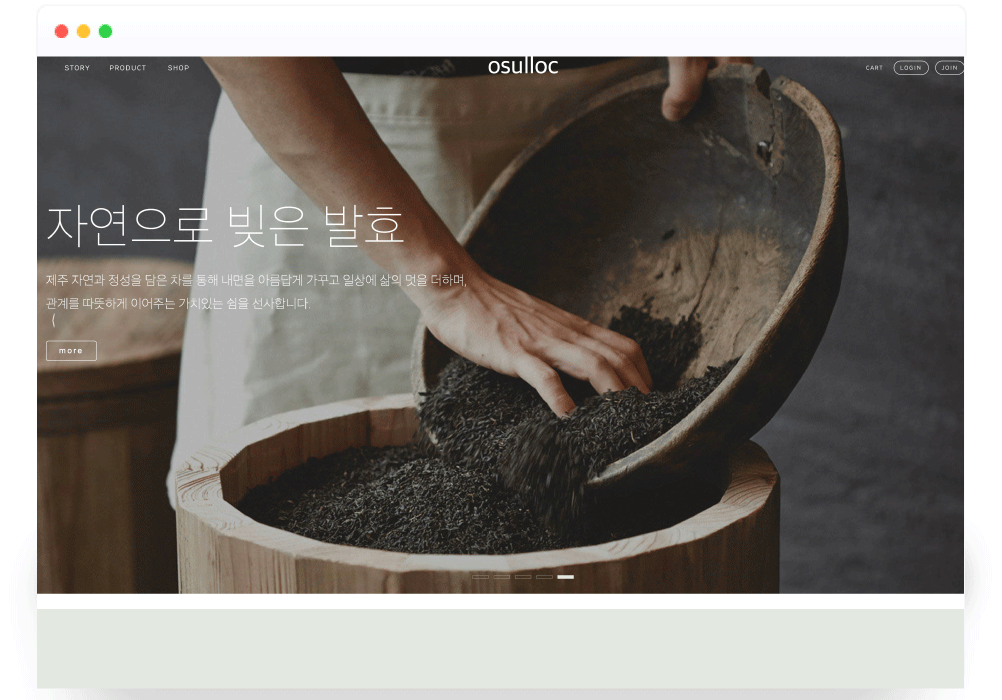 STORY PRODUCT SHOP osulloc CART LOGIN JOIN
자연으로 빚은 발효
제주 자연과 정성을 담은 차를 통해 내면을 아름답게 가꾸고 일상에 삶의 멋을 더하며,
관계를 따뜻하게 이어주는 가치있는 쉼을 선사합니다.
(
more